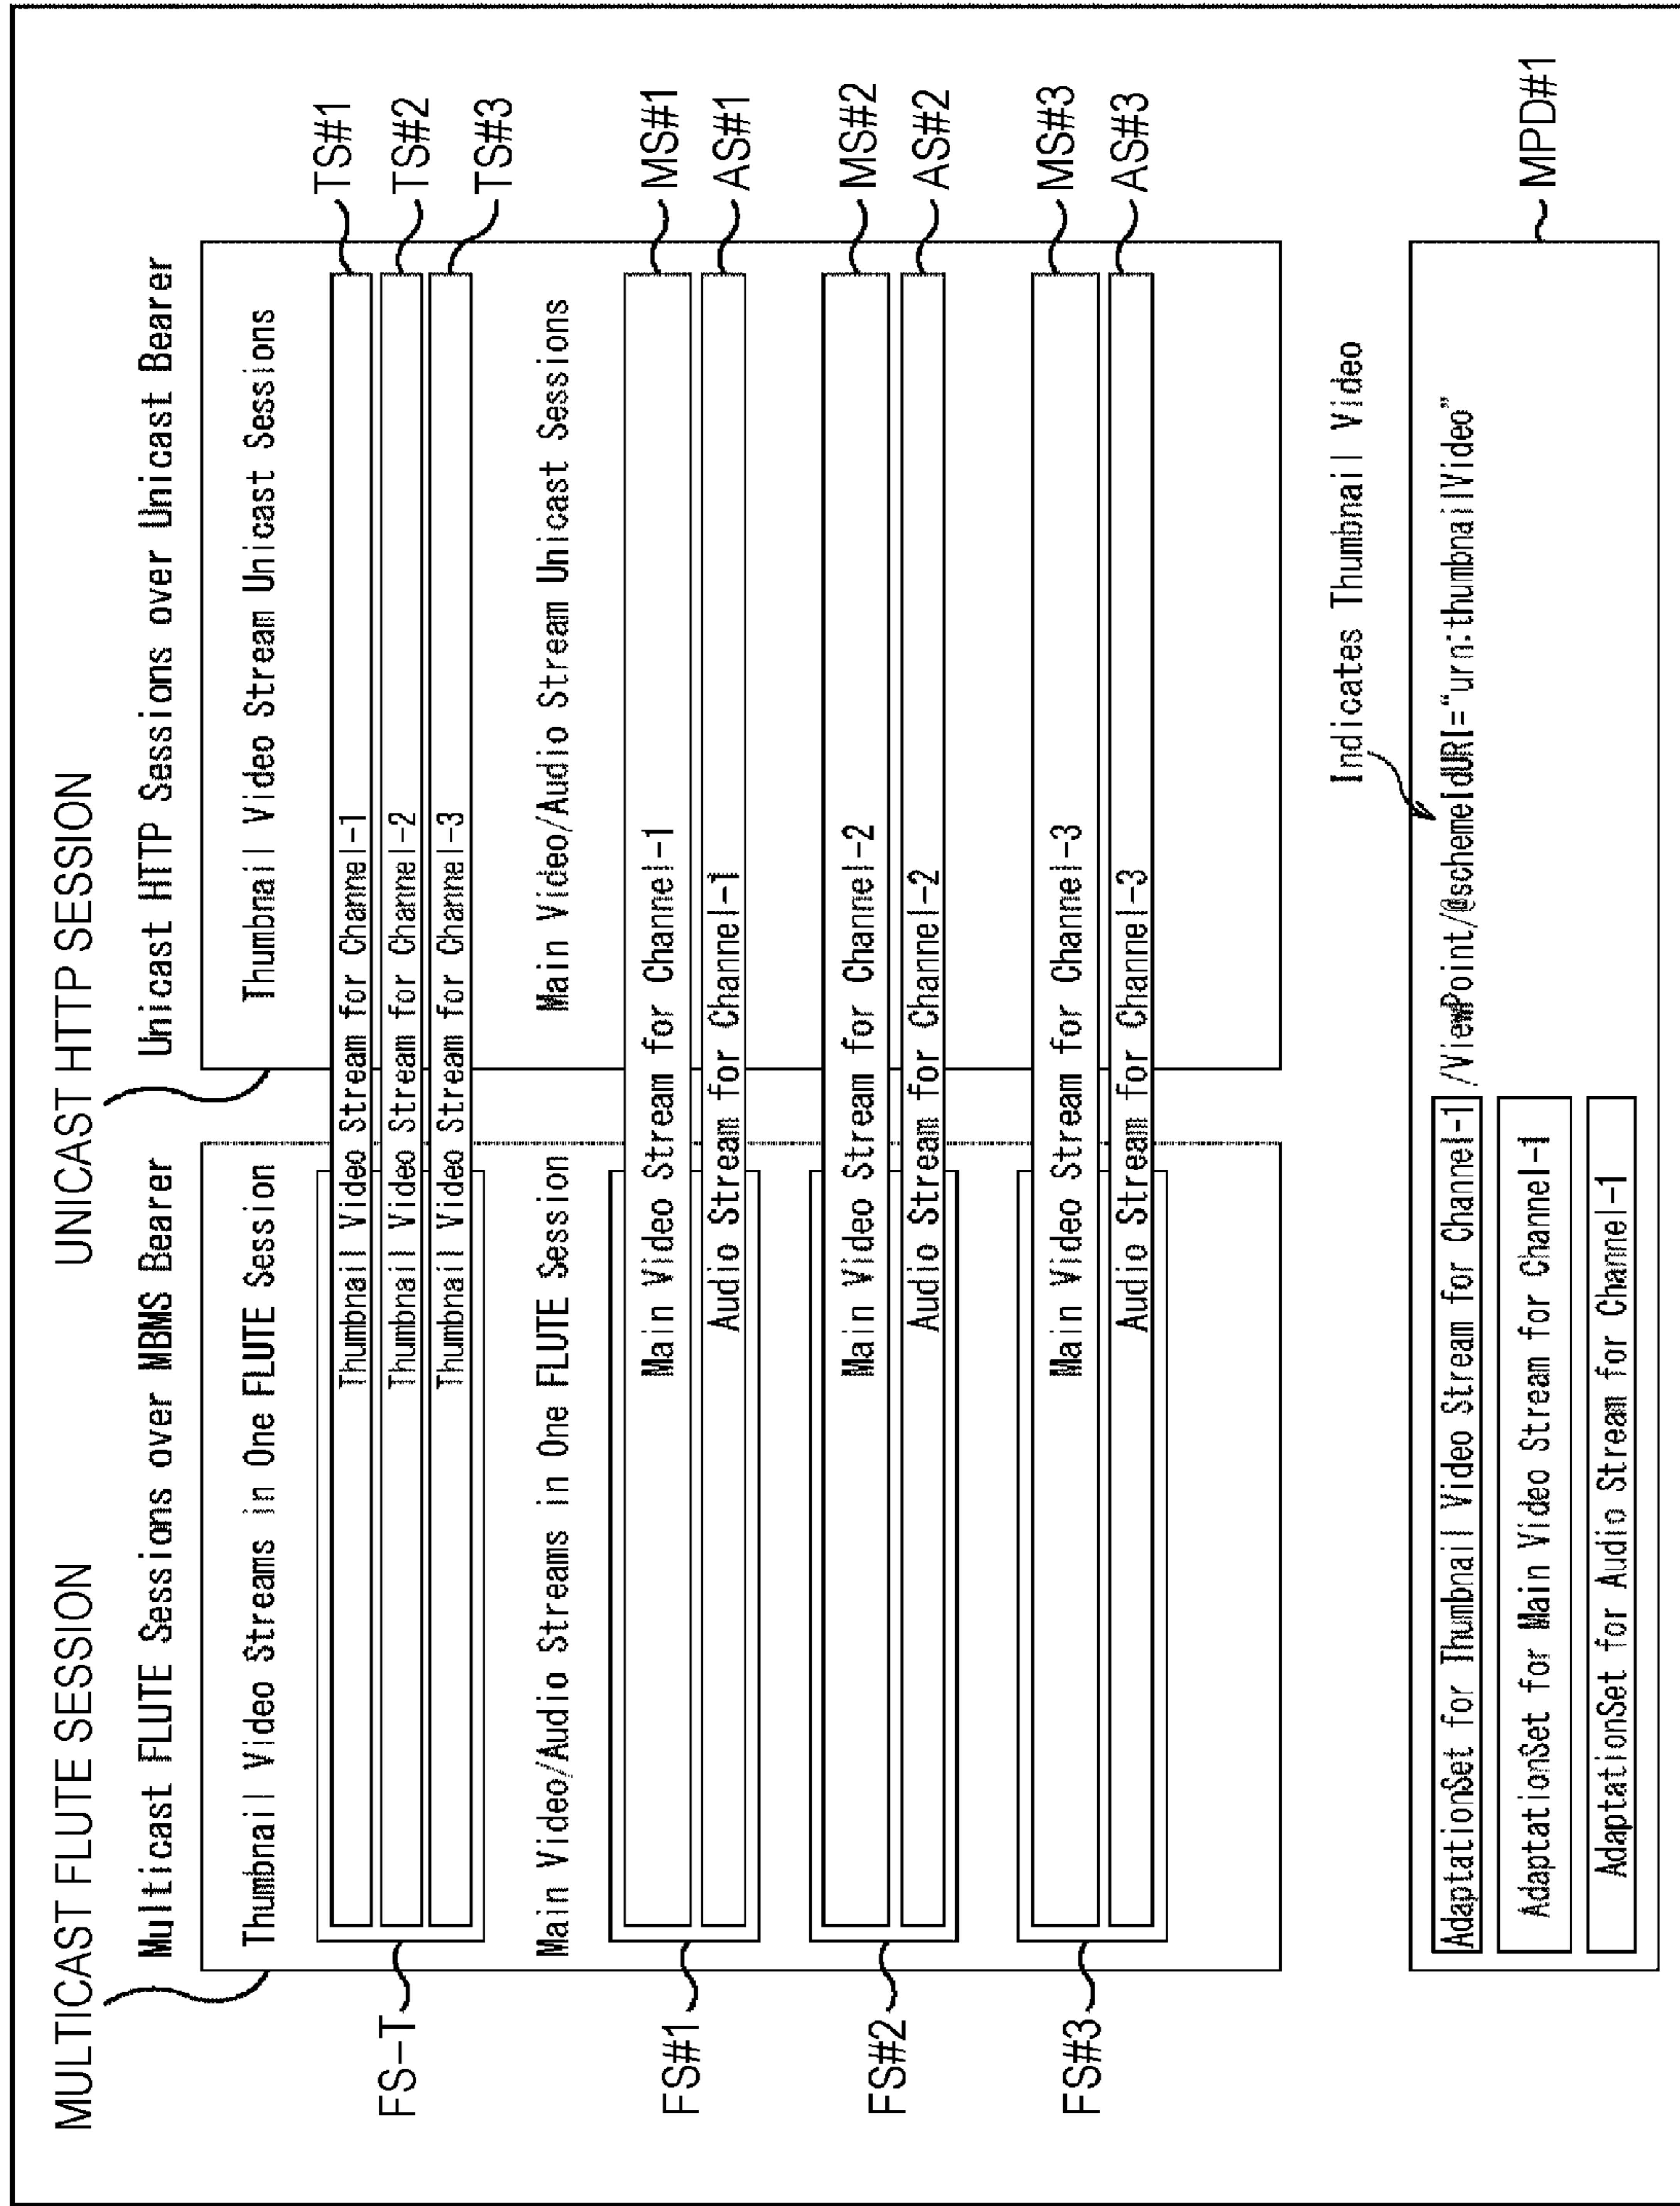 MULTICAST FLUTE SESSION
UNICAST HTTP SESSION
Multicast FLUTE Sessions over MBMS Bearer
Unicast HTTP Sessions over Unicast Bearer
Thumbnail Video Streams in One FLUTE Session
Thumbnail Video Stream Unicast Sessions
FS-T
Thumbnail Video Stream for Channel-1
TS#1
Thumbnail Video Stream for Channel-2
TS#2
Thumbnail Video Stream for Channel-3
TS#3
Main Video/Audio Streams in One FLUTE Session
Main Video/Audio Stream Unicast Sessions
FS#1
Main Video Stream for Channel-1
MS#1
Audio Stream for Channel-1
AS#1
FS#2
Main Video Stream for Channel-2
MS#2
Audio Stream for Channel-2
AS#2
FS#3
Main Video Stream for Channel-3
MS#3
Audio Stream for Channel-3
AS#3
Indicates Thumbnail Video
AdaptationSet for Thumbnail Video Stream for Channel-1 /ViewPoint/@schemeIdURI="urn:thumbnailVideo"
MPD#1
AdaptationSet for Main Video Stream for Channel-1
AdaptationSet for Audio Stream for Channel-1